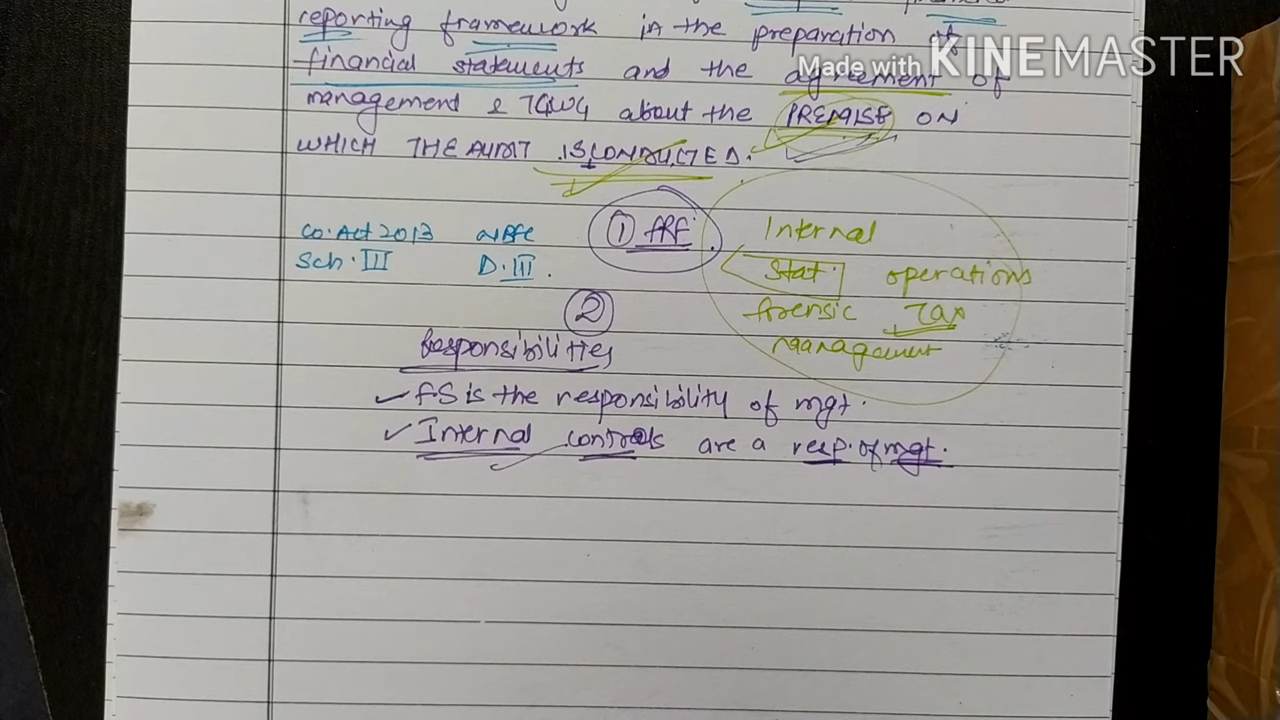 reporting framework in the preparation of
Made with KINEMASTER
financial statements and the agreement of
management & TCWG about the PREMISE ON
WHICH THE AUDIT IS CONDUCTED.
① FRF
Co. Act 2013 NBFC
Sch. III D. III.
Internal
Stat. operations
forensic Tax
management
②
Responsibilities
✓ F.S is the responsibility of mgt.
✓ Internal controls are a resp. of mgt.